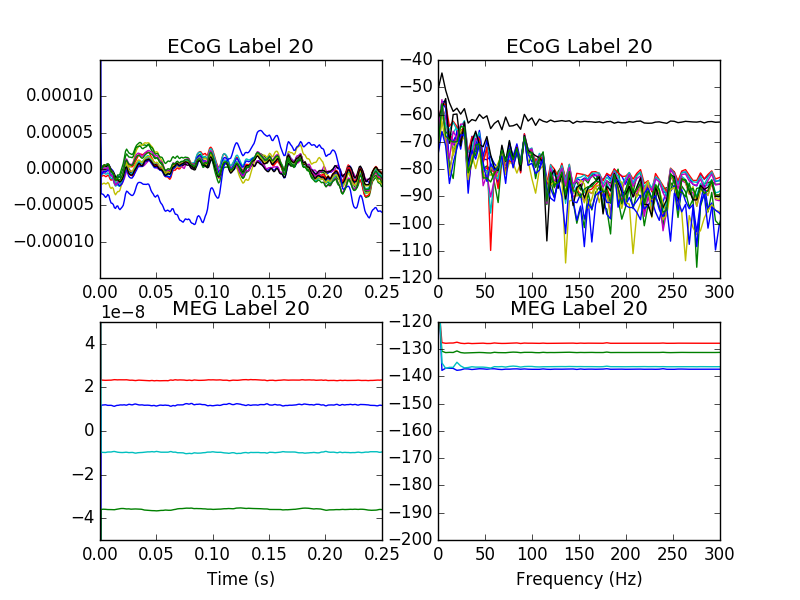 ECoG Label 20
ECoG Label 20
0.00010
0.00005
0.00000
−0.00005
−0.00010
0.00 0.05 0.10 0.15 0.20 0.25
−40
−50
−60
−70
−80
−90
−100
−110
−120
0 50 100 150 200 250 300
1e−8
MEG Label 20
MEG Label 20
4
2
0
−2
−4
0.00 0.05 0.10 0.15 0.20 0.25
Time (s)
−120
−130
−140
−150
−160
−170
−180
−190
−200
0 50 100 150 200 250 300
Frequency (Hz)